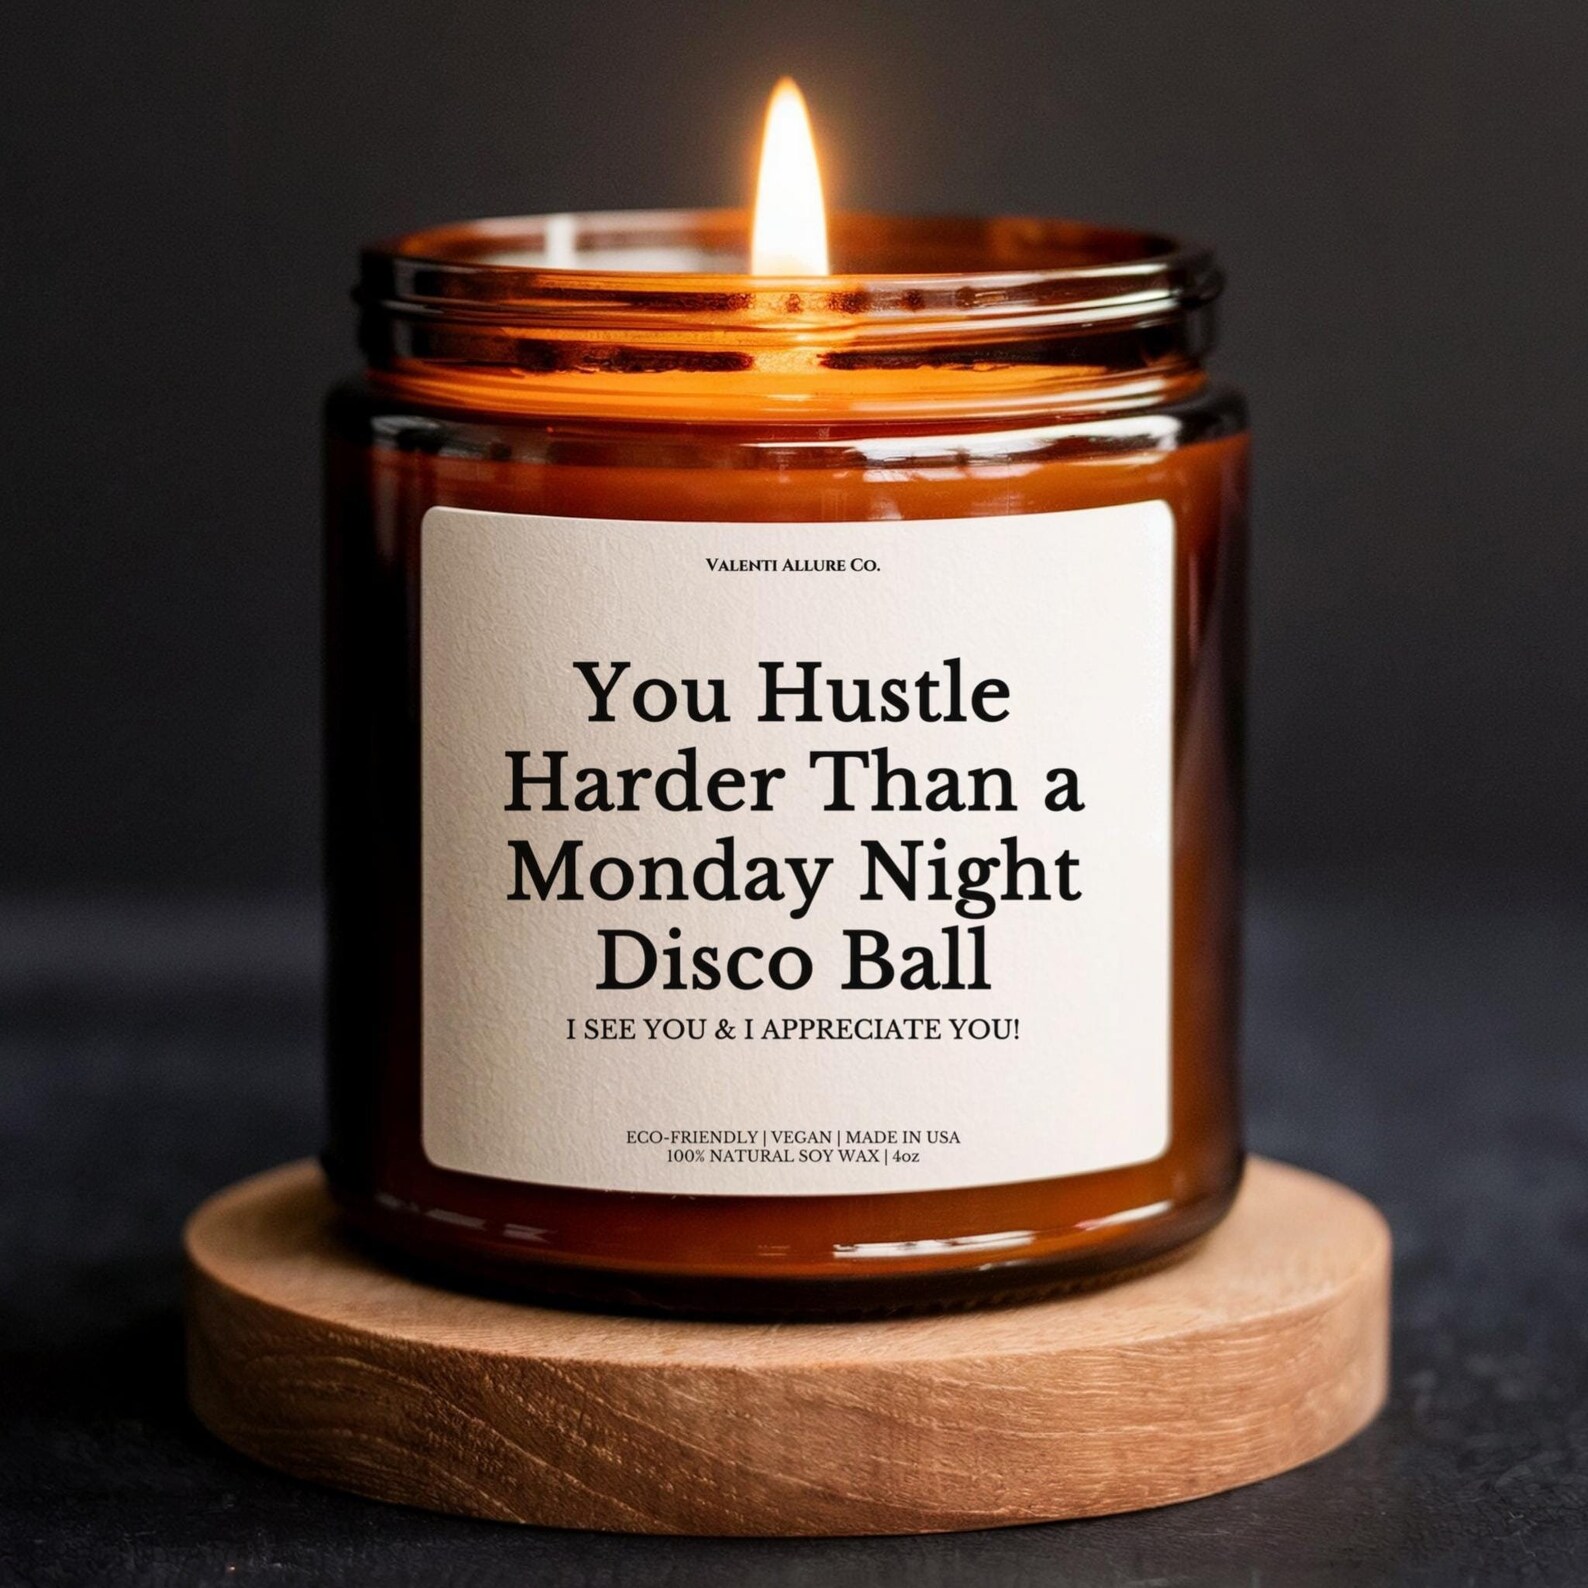 VALENTI ALLURE CO.
You Hustle
Harder Than a
Monday Night
Disco Ball
I SEE YOU & I APPRECIATE YOU!
ECO-FRIENDLY | VEGAN | MADE IN USA
100% NATURAL SOY WAX | 4oz